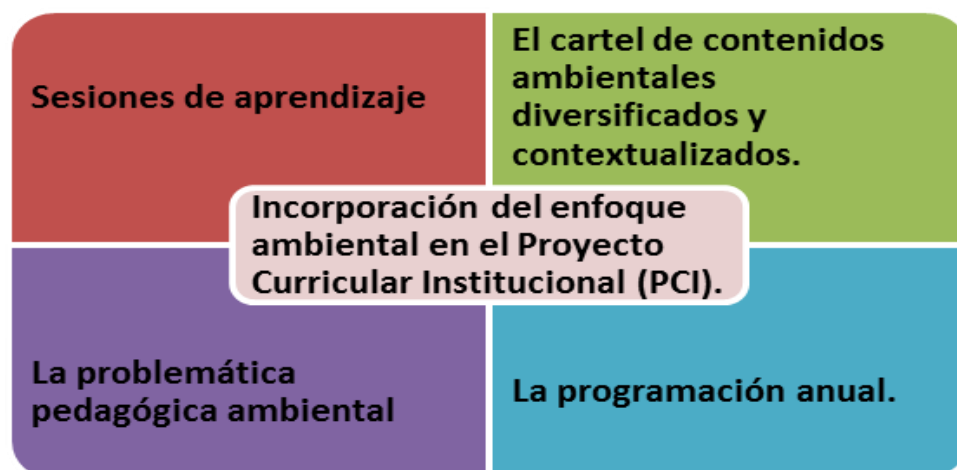 Sesiones de aprendizaje
El cartel de contenidos
ambientales
diversificados y
contextualizados.
Incorporación del enfoque
ambiental en el Proyecto
Curricular Institucional (PCI).
La problemática
pedagógica ambiental
La programación anual.